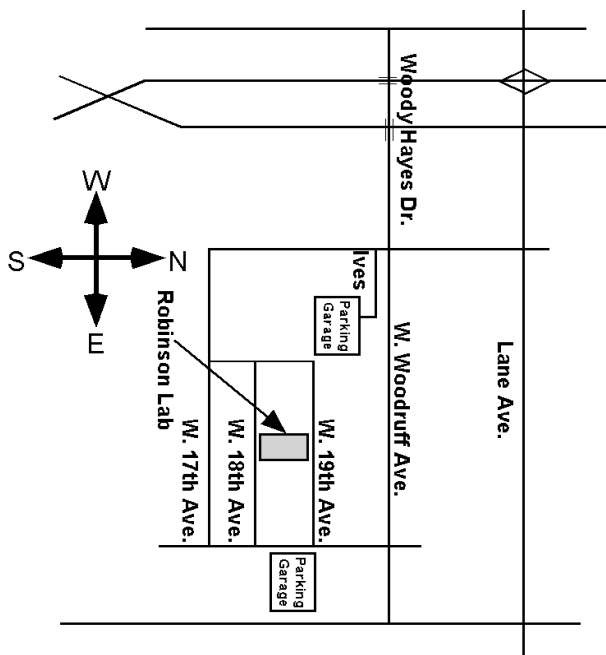 Woody Hayes Dr.
W
S
N
E
Ives
Parking
Garage
Robinson Lab
W. Woodruff Ave.
Lane Ave.
W. 17th Ave.
W. 18th Ave.
W. 19th Ave.
Parking
Garage